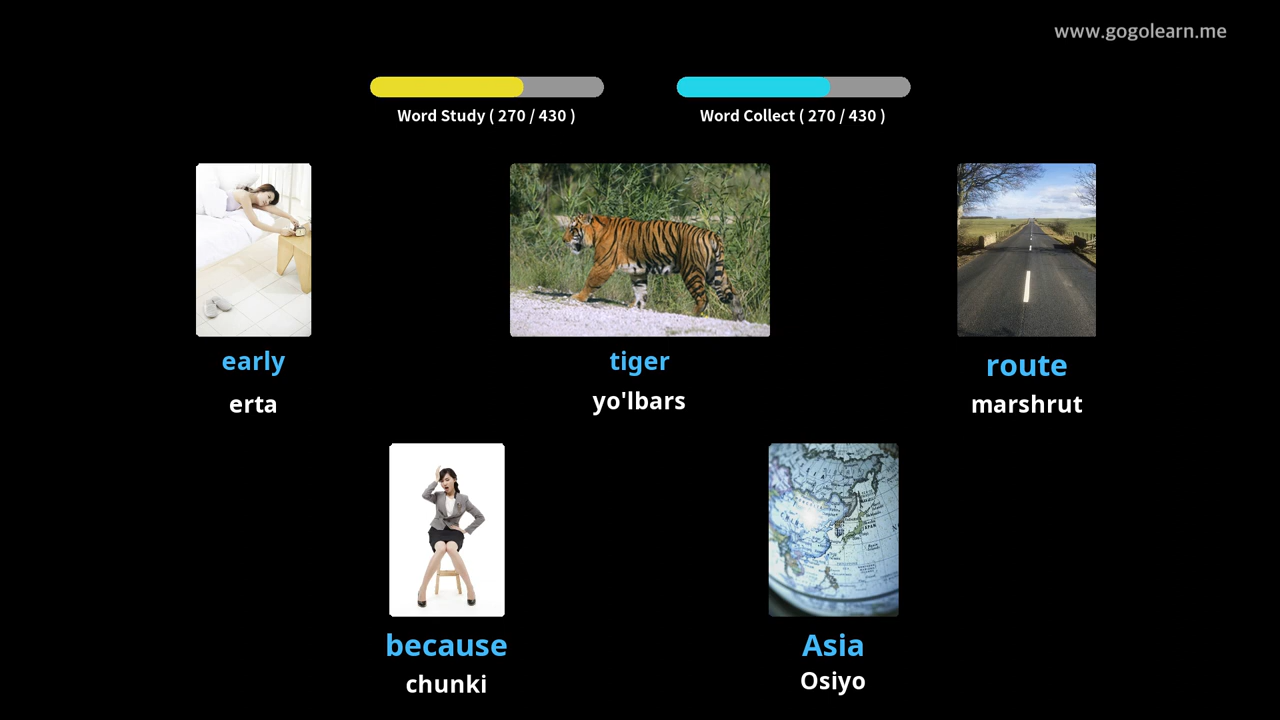 www.gogolearn.me
Word Study ( 270 / 430 )
Word Collect ( 270 / 430 )
early
erta
tiger
yo'lbars
route
marshrut
because
chunki
Asia
Osiyo